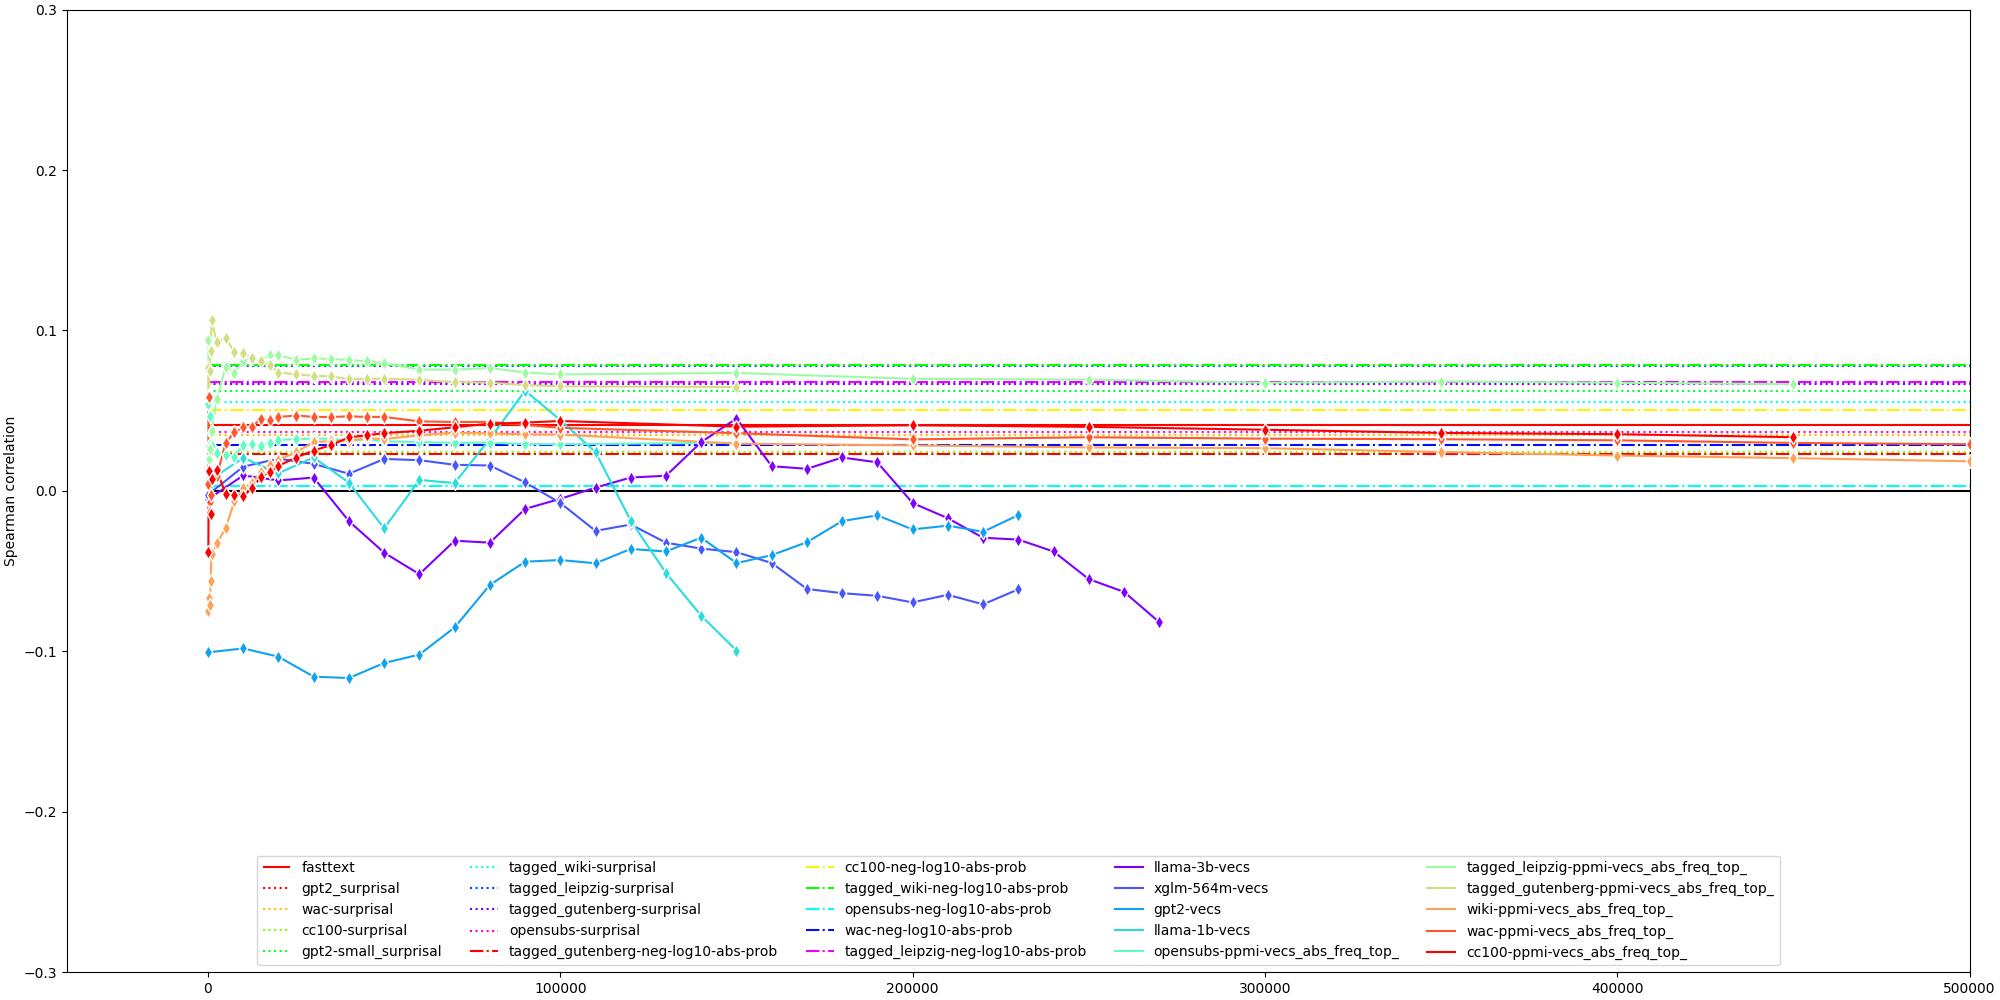 0.3
0.2
0.1
0.0
−0.1
−0.2
−0.3
Spearman correlation
fasttext
gpt2_surprisal
wac-surprisal
cc100-surprisal
gpt2-small_surprisal
tagged_wiki-surprisal
tagged_leipzig-surprisal
tagged_gutenberg-surprisal
opensubs-surprisal
tagged_gutenberg-neg-log10-abs-prob
cc100-neg-log10-abs-prob
tagged_wiki-neg-log10-abs-prob
opensubs-neg-log10-abs-prob
wac-neg-log10-abs-prob
tagged_leipzig-neg-log10-abs-prob
llama-3b-vecs
xglm-564m-vecs
gpt2-vecs
llama-1b-vecs
opensubs-ppmi-vecs_abs_freq_top_
tagged_leipzig-ppmi-vecs_abs_freq_top_
tagged_gutenberg-ppmi-vecs_abs_freq_top_
wiki-ppmi-vecs_abs_freq_top_
wac-ppmi-vecs_abs_freq_top_
cc100-ppmi-vecs_abs_freq_top_
0 100000 200000 300000 400000 500000